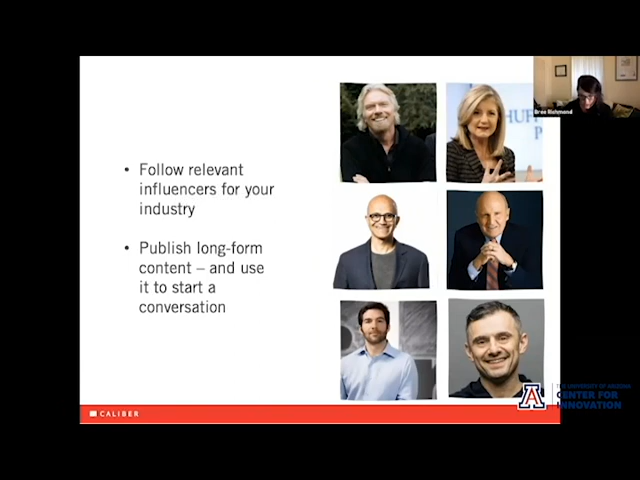 Bree Richmond
• Follow relevant
influencers for your
industry
• Publish long-form
content – and use
it to start a
conversation
HUFF
P
CALIBER
A
THE UNIVERSITY OF ARIZONA
CENTER FOR
INNOVATION